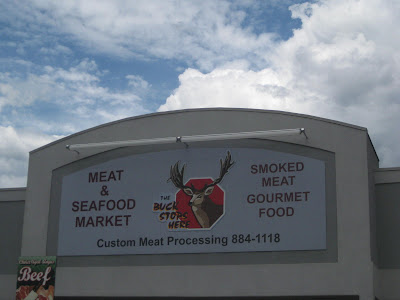 MEAT
&
SEAFOOD
MARKET
THE
BUCK
STOPS
HERE
SMOKED
MEAT
GOURMET
FOOD
Custom Meat Processing 884-1118
Beef